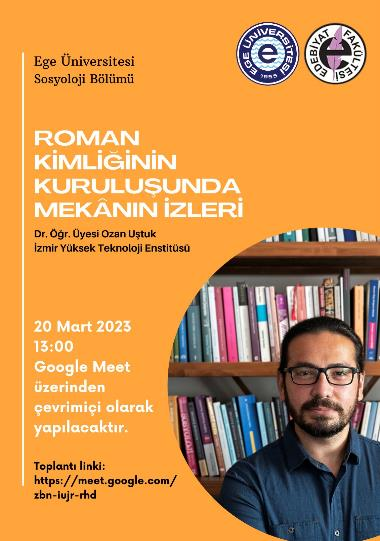 Ege Üniversitesi
Sosyoloji Bölümü
EGE ÜNİVERSİTESİ
1955
EDEBİYAT FAKÜLTESİ
ROMAN
KİMLİĞİNİN
KURULUŞUNDA
MEKÂNIN İZLERİ
Dr. Öğr. Üyesi Ozan Uştuk
İzmir Yüksek Teknoloji Enstitüsü
20 Mart 2023
13:00
Google Meet
üzerinden
çevrimiçi olarak
yapılacaktır.
Toplantı linki:
https://meet.google.com/
zbn-iujr-rhd